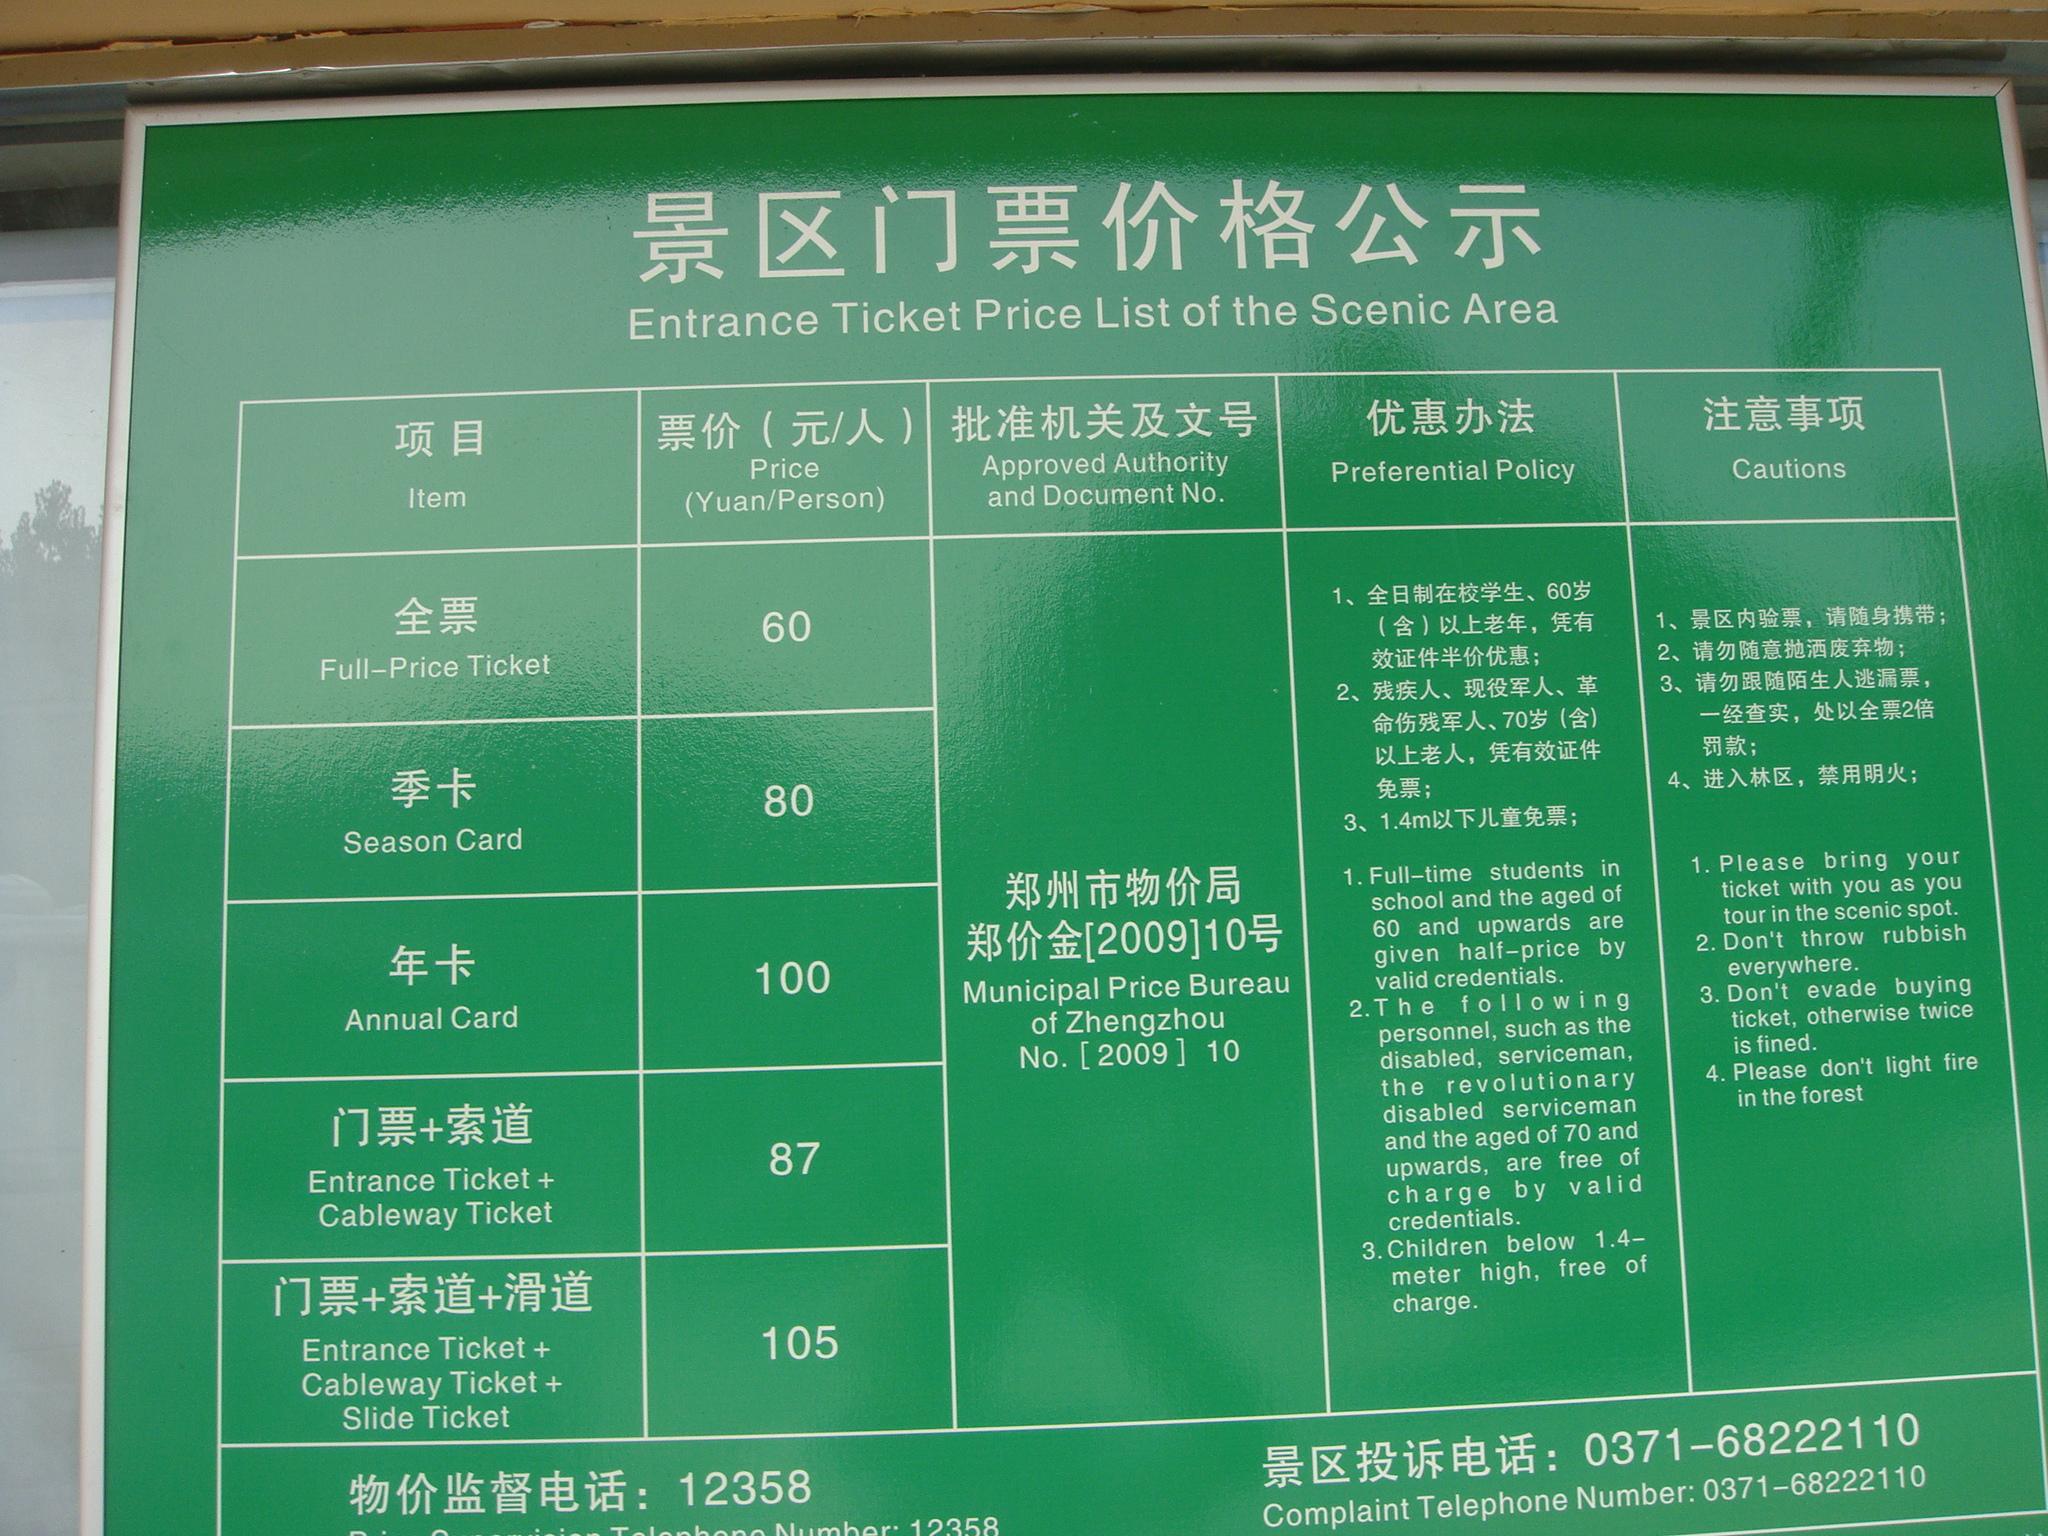 景区门票价格公示
Entrance Ticket Price List of the Scenic Area
项目
Item
票价(元/人)
Price
(Yuan/Person)
批准机关及文号
Approved Authority
and Document No.
优惠办法
Preferential Policy
注意事项
Cautions
全票
Full-Price Ticket
60
季卡
Season Card
80
年卡
Annual Card
100
门票+索道
Entrance Ticket +
Cableway Ticket
87
门票+索道+滑道
Entrance Ticket +
Cableway Ticket +
Slide Ticket
105
郑州市物价局
郑价金[2009]10号
Municipal Price Bureau
of Zhengzhou
No.[2009] 10
1、全日制在校学生、60岁
(含)以上老年，凭有
效证件半价优惠；
2、残疾人、现役军人、革
命伤残军人、70岁(含)
以上老人，凭有效证件
免票；
3、1.4m以下儿童免票；
1. Full-time students in
school and the aged of
60 and upwards are
given half-price by
valid credentials.
2. The following
personnel, such as the
disabled, serviceman,
the revolutionary
disabled serviceman
and the aged of 70 and
upwards, are free of
charge by valid
credentials.
3. Children below 1.4-
meter high, free of
charge.
1、景区内验票，请随身携带；
2、请勿随意抛洒废弃物；
3、请勿跟随陌生人逃漏票，
一经查实，处以全票2倍
罚款；
4、进入林区，禁用明火；
1. Please bring your
ticket with you as you
tour in the scenic spot.
2. Don't throw rubbish
everywhere.
3. Don't evade buying
ticket, otherwise twice
is fined.
4. Please don't light fire
in the forest
物价监督电话：12358
Price Supervision Telephone Number: 12358
景区投诉电话：0371-68222110
Complaint Telephone Number: 0371-68222110